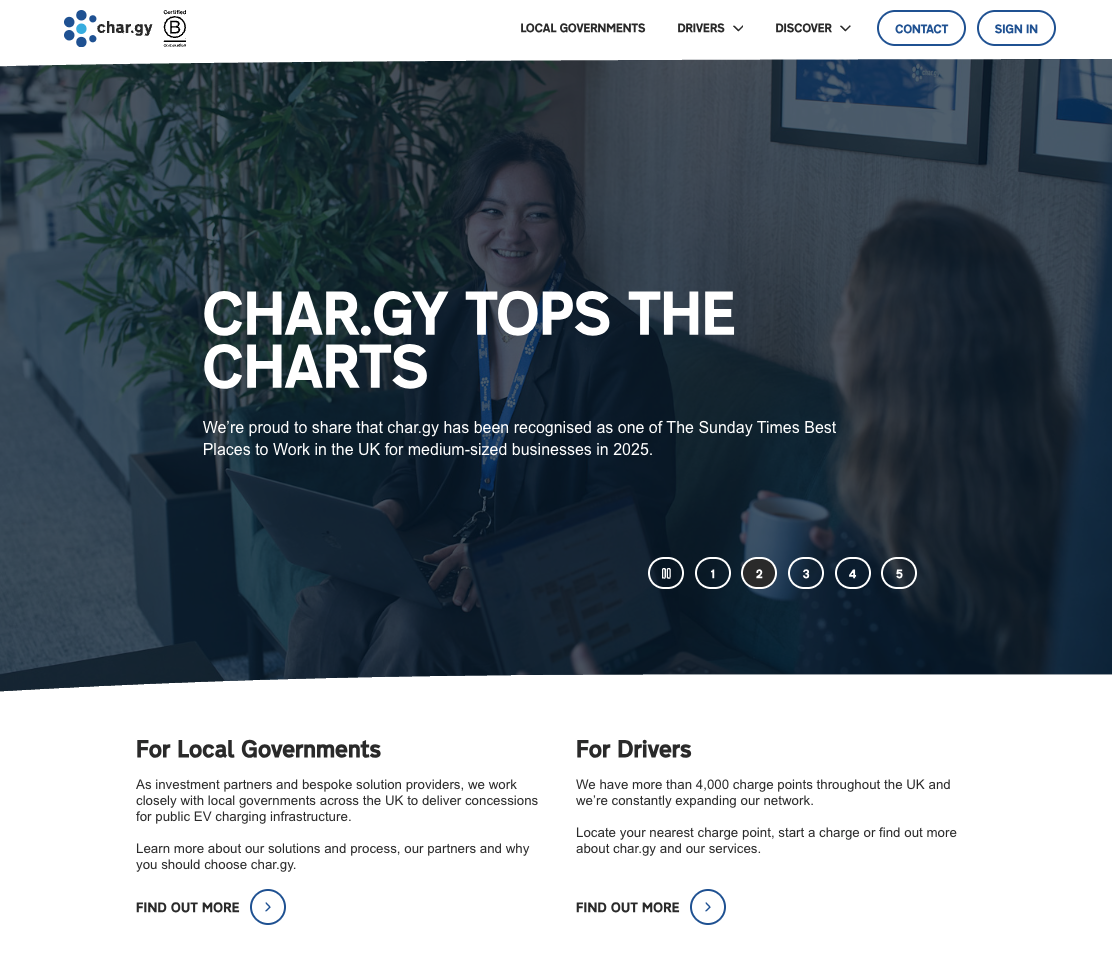 char.gy
Certified
B
Corporation
LOCAL GOVERNMENTS
DRIVERS
DISCOVER
CONTACT
SIGN IN
CHAR.GY TOPS THE
CHARTS
We're proud to share that char.gy has been recognised as one of The Sunday Times Best
Places to Work in the UK for medium-sized businesses in 2025.
1 2 3 4 5
For Local Governments
As investment partners and bespoke solution providers, we work
closely with local governments across the UK to deliver concessions
for public EV charging infrastructure.
Learn more about our solutions and process, our partners and why
you should choose char.gy.
FIND OUT MORE
For Drivers
We have more than 4,000 charge points throughout the UK and
we're constantly expanding our network.
Locate your nearest charge point, start a charge or find out more
about char.gy and our services.
FIND OUT MORE